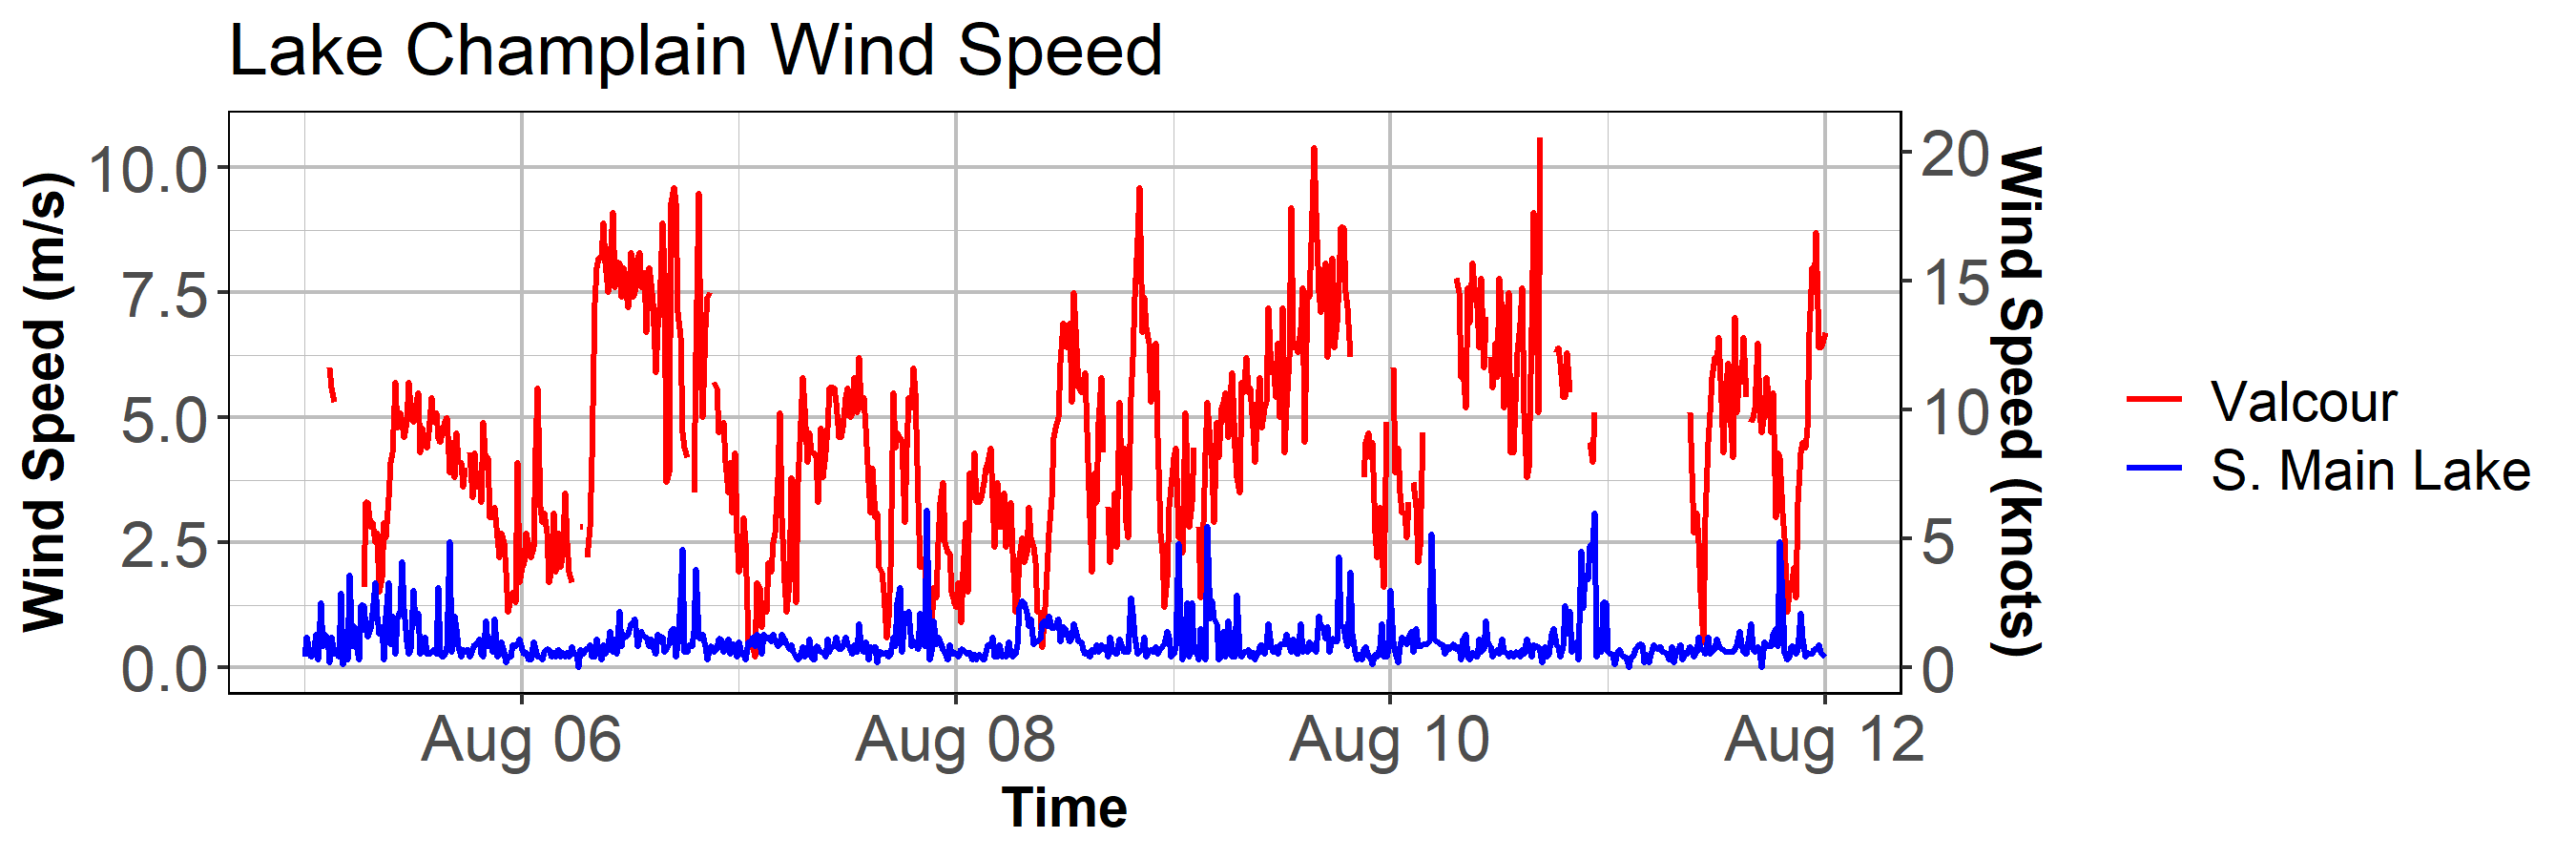 Lake Champlain Wind Speed
Wind Speed (m/s)
10.0
7.5
5.0
2.5
0.0
20
15
10
5
0
Wind Speed (knots)
Aug 06
Aug 08
Aug 10
Aug 12
Time
Valcour
S. Main Lake